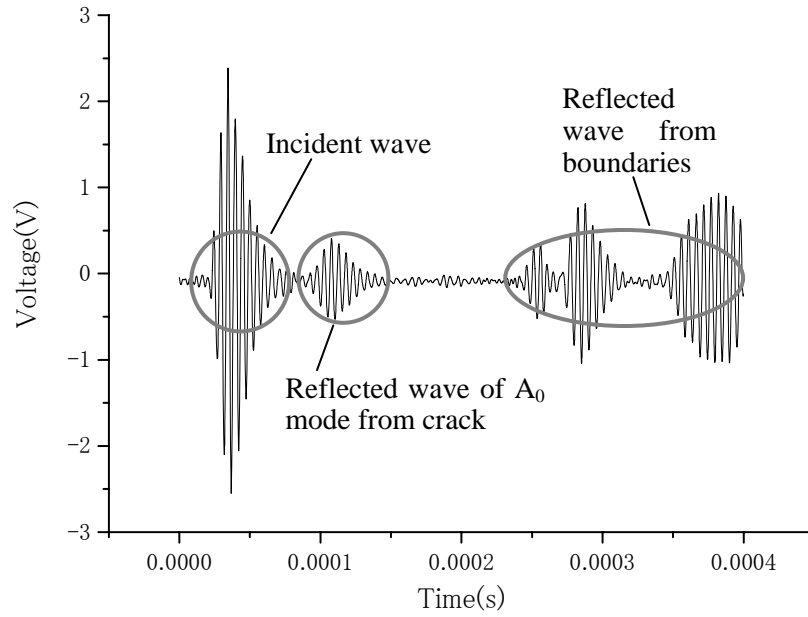 3
2
1
0
−1
−2
−3
Voltage(V)
Incident wave
Reflected
wave from
boundaries
Reflected wave of A₀
mode from crack
0.0000 0.0001 0.0002 0.0003 0.0004
Time(s)